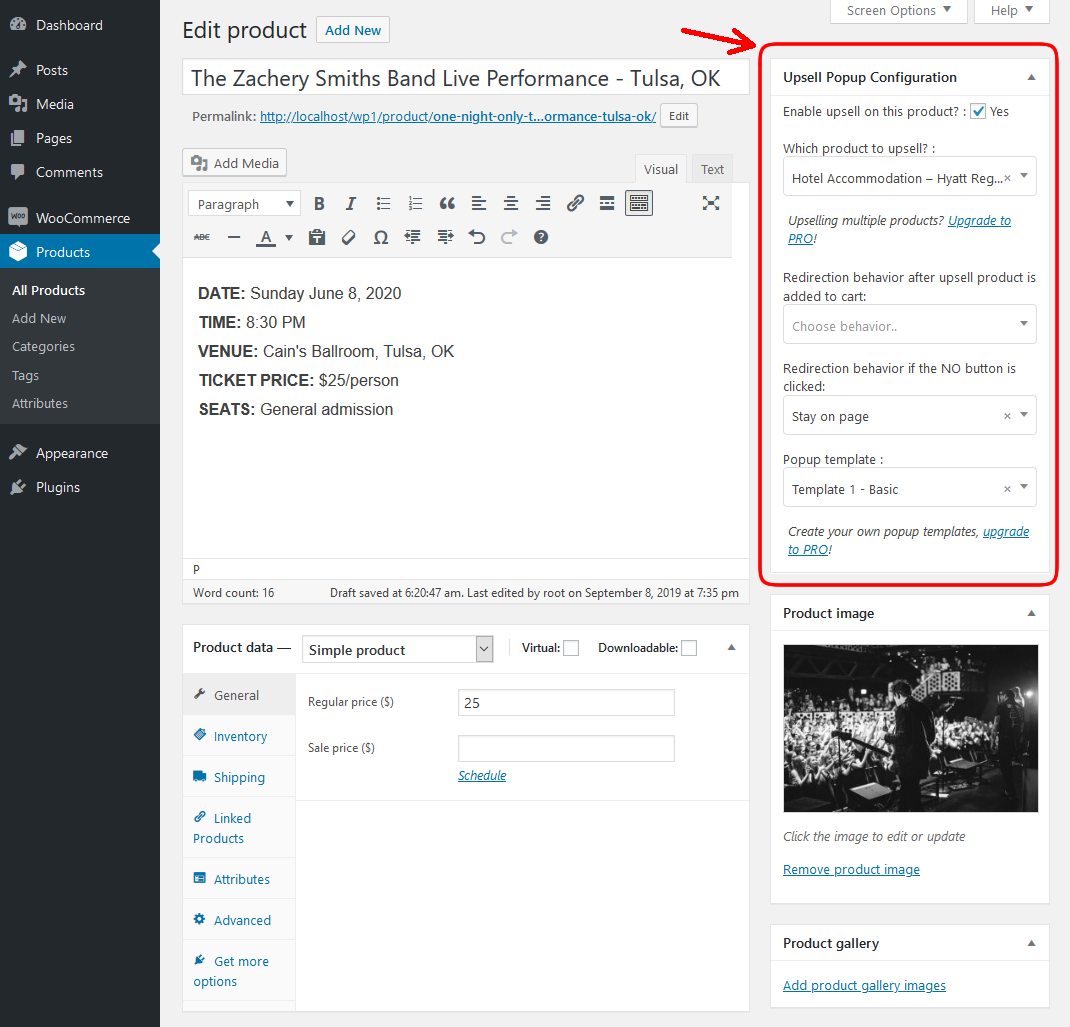 Dashboard
Posts
Media
Pages
Comments
WOO
WooCommerce
Products
All Products
Add New
Categories
Tags
Attributes
Appearance
Plugins
Screen Options
Help
Edit product
Add New
The Zachery Smiths Band Live Performance - Tulsa, OK
Permalink: http://localhost/wp1/product/one-night-only-t...ormance-tulsa-ok/
Edit
Add Media
Visual
Text
Paragraph
B
I
ABC
A
Ω
DATE: Sunday June 8, 2020
TIME: 8:30 PM
VENUE: Cain's Ballroom, Tulsa, OK
TICKET PRICE: $25/person
SEATS: General admission
P
Word count: 16
Draft saved at 6:20:47 am. Last edited by root on September 8, 2019 at 7:35 pm
Product data —
Simple product
Virtual:
Downloadable:
General
Inventory
Shipping
Linked
Products
Attributes
Advanced
Get more
options
Regular price ($)
25
Sale price ($)
Schedule
Upsell Popup Configuration
Enable upsell on this product? : Yes
Which product to upsell? :
Hotel Accommodation – Hyatt Reg...×
Upselling multiple products? Upgrade to
PRO!
Redirection behavior after upsell product is
added to cart:
Choose behavior..
Redirection behavior if the NO button is
clicked:
Stay on page ×
Popup template :
Template 1 - Basic ×
Create your own popup templates, upgrade
to PRO!
Product image
Click the image to edit or update
Remove product image
Product gallery
Add product gallery images